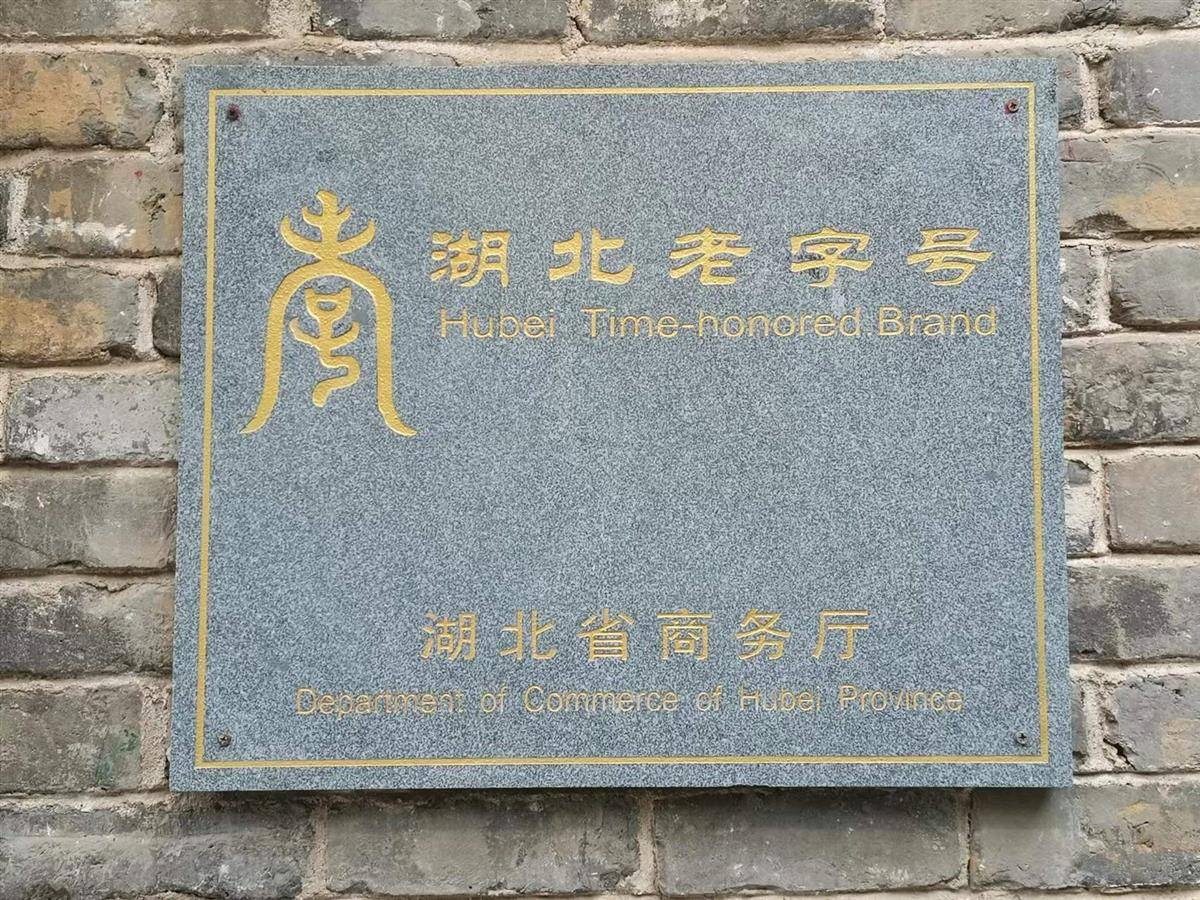 湖北老字号
Hubei Time-honored Brand
湖北省商务厅
Department of Commerce of Hubei Province